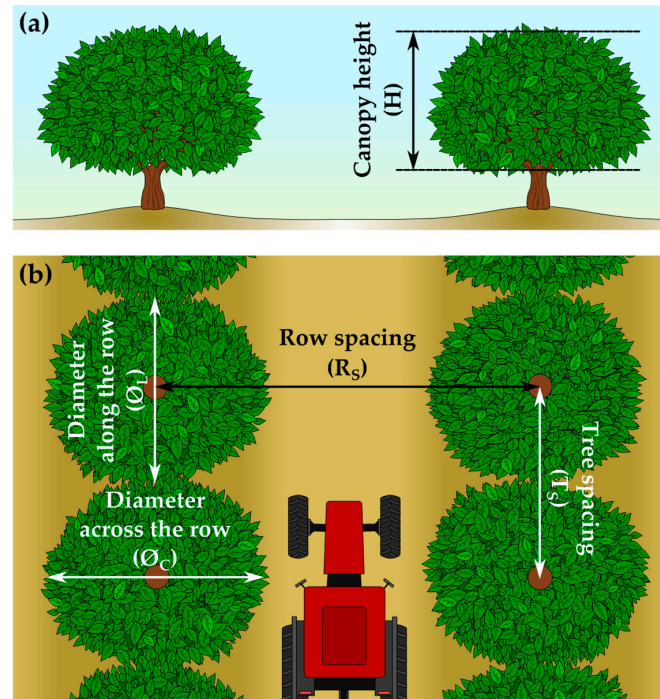 (a)
Canopy height
(H)
(b)
Row spacing
(R_S)
Diameter
along the row
(Ø_L)
Tree spacing
(T_S)
Diameter
across the row
(Ø_C)